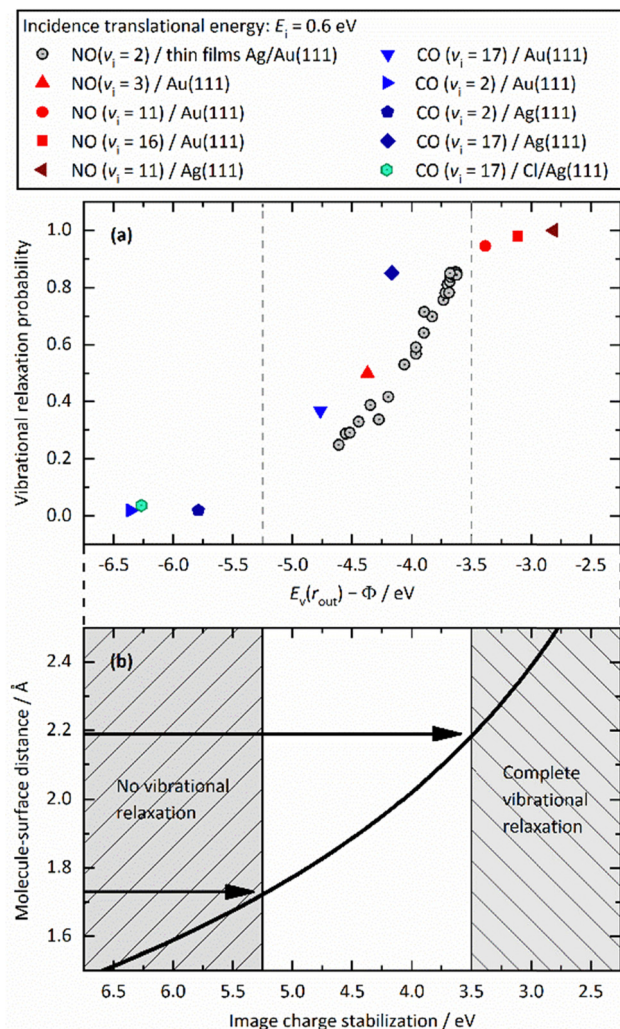 Incidence translational energy: Eᵢ = 0.6 eV
NO(vᵢ = 2) / thin films Ag/Au(111)
NO(vᵢ = 3) / Au(111)
NO (vᵢ = 11) / Au(111)
NO (vᵢ = 16) / Au(111)
NO (vᵢ = 11) / Ag(111)
CO (vᵢ = 17) / Au(111)
CO (vᵢ = 2) / Au(111)
CO (vᵢ = 2) / Ag(111)
CO (vᵢ = 17) / Ag(111)
CO (vᵢ = 17) / Cl/Ag(111)
(a)
Vibrational relaxation probability
1.0
0.8
0.6
0.4
0.2
0.0
-6.5 -6.0 -5.5 -5.0 -4.5 -4.0 -3.5 -3.0 -2.5
Eᵥ(rₒᵤₜ) – Φ / eV
(b)
Molecule-surface distance / Å
2.4
2.2
2.0
1.8
1.6
No vibrational
relaxation
Complete
vibrational
relaxation
6.5 6.0 5.5 5.0 4.5 4.0 3.5 3.0 2.5
Image charge stabilization / eV